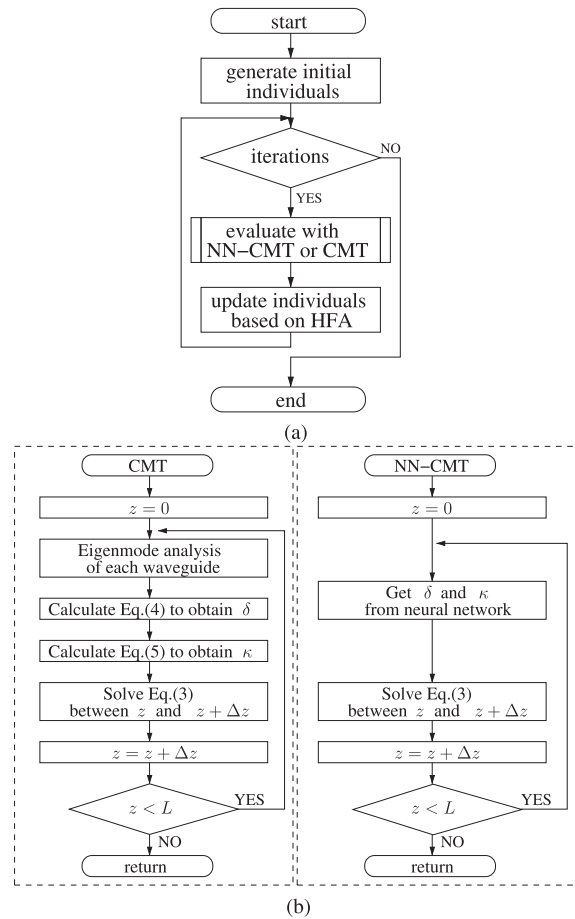 start
generate initial
individuals
iterations
NO
YES
evaluate with
NN−CMT or CMT
update individuals
based on HFA
end
(a)
CMT
z = 0
Eigenmode analysis
of each waveguide
Calculate Eq.(4) to obtain δ
Calculate Eq.(5) to obtain κ
Solve Eq.(3)
between z and z + Δz
z = z + Δz
z < L
YES
NO
return
NN−CMT
z = 0
Get δ and κ
from neural network
Solve Eq.(3)
between z and z + Δz
z = z + Δz
z < L
YES
NO
return
(b)